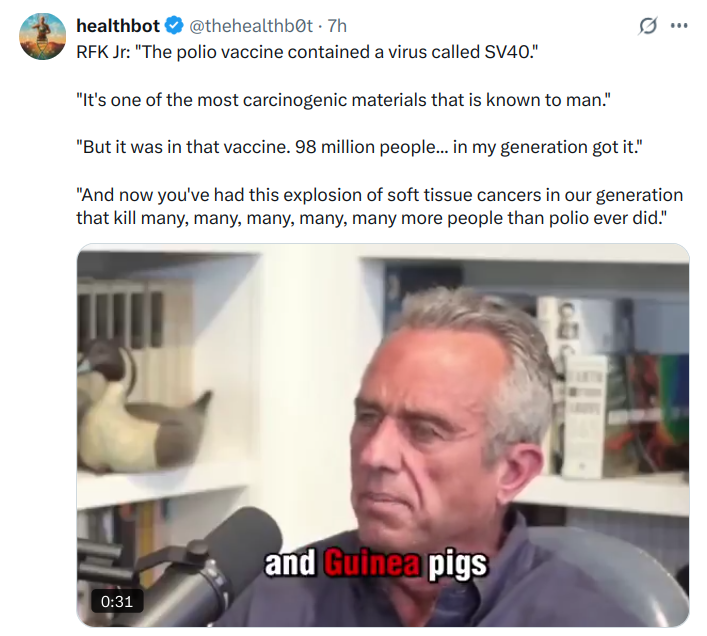 healthbot @thehealthb0t · 7h
RFK Jr: "The polio vaccine contained a virus called SV40."
"It's one of the most carcinogenic materials that is known to man."
"But it was in that vaccine. 98 million people... in my generation got it."
"And now you've had this explosion of soft tissue cancers in our generation
that kill many, many, many, many, many more people than polio ever did."
and Guinea pigs
0:31